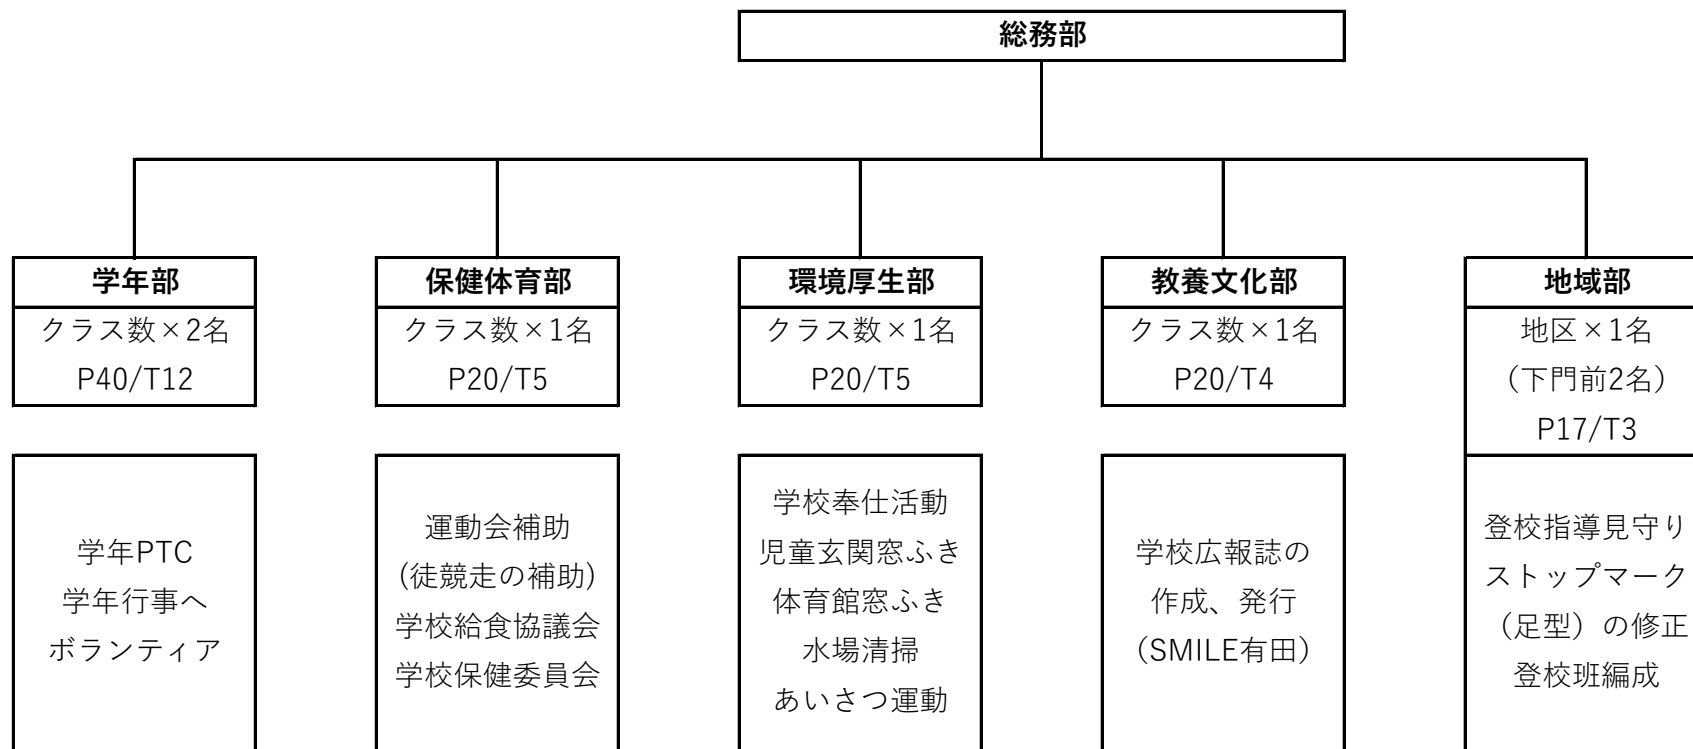 総務部
学年部
クラス数×2名
P40/T12
学年PTC
学年行事へ
ボランティア
保健体育部
クラス数×1名
P20/T5
運動会補助
(徒競走の補助)
学校給食協議会
学校保健委員会
環境厚生部
クラス数×1名
P20/T5
学校奉仕活動
児童玄関窓ふき
体育館窓ふき
水場清掃
あいさつ運動
教養文化部
クラス数×1名
P20/T4
学校広報誌の
作成、発行
（SMILE有田）
地域部
地区×1名
（下門前2名）
P17/T3
登校指導見守り
ストップマーク
（足型）の修正
登校班編成